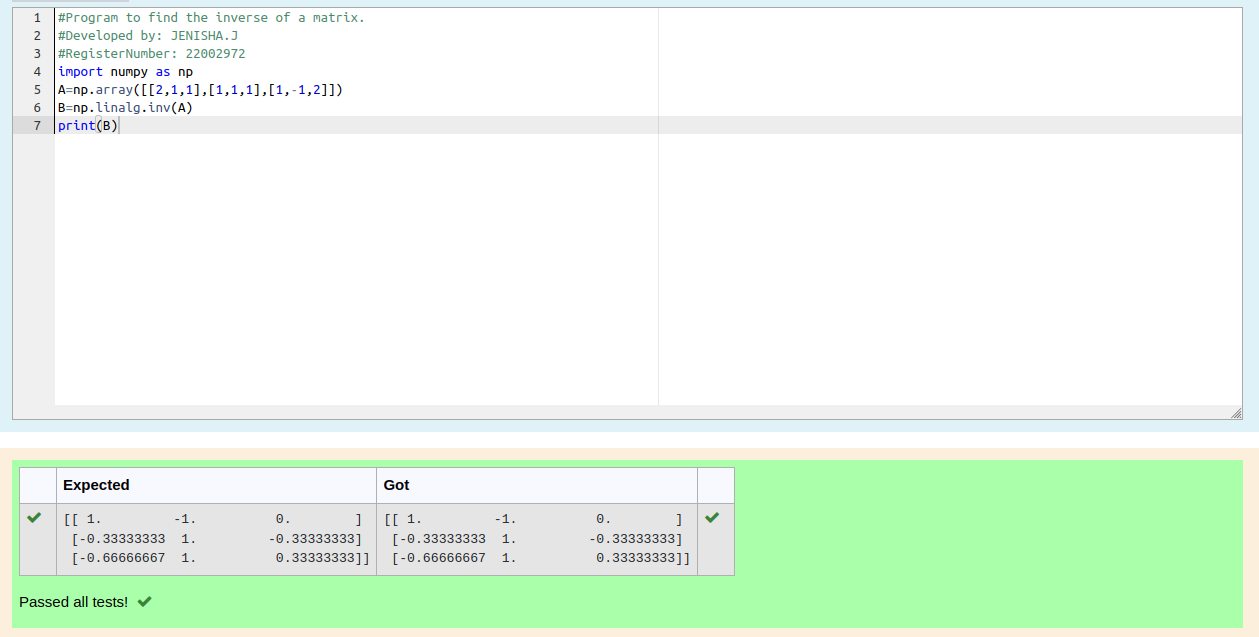 1 #Program to find the inverse of a matrix.
2 #Developed by: JENISHA.J
3 #RegisterNumber: 22002972
4 import numpy as np
5 A=np.array([[2,1,1],[1,1,1],[1,-1,2]])
6 B=np.linalg.inv(A)
7 print(B)
Expected Got
[[ 1. -1. 0. ] [[ 1. -1. 0. ]
[-0.33333333 1. -0.33333333] [-0.33333333 1. -0.33333333]
[-0.66666667 1. 0.33333333]] [-0.66666667 1. 0.33333333]]
Passed all tests!